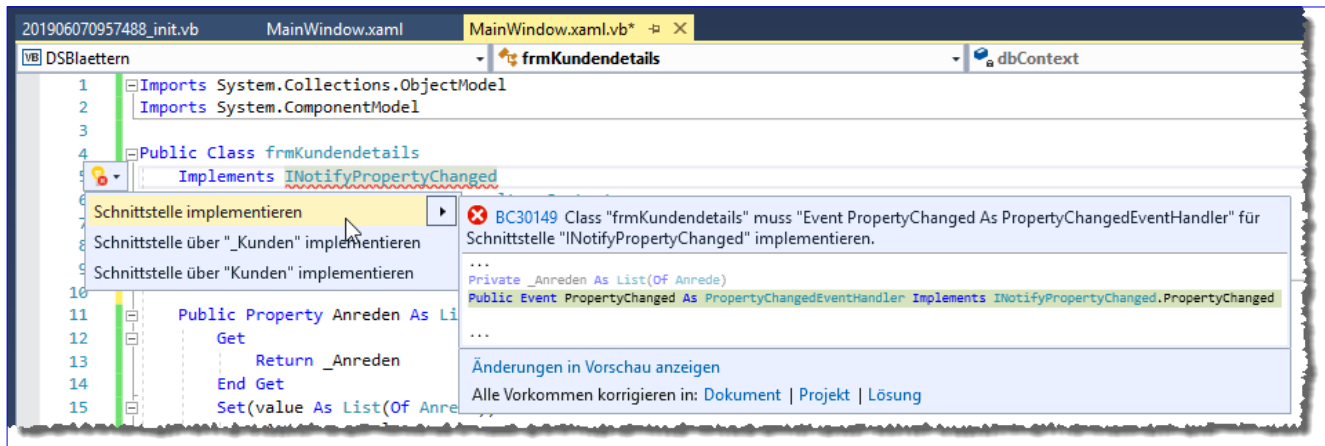 201906070957488_init.vb MainWindow.xaml MainWindow.xaml.vb*
VB DSBlaettern frmKundendetails dbContext
1 Imports System.Collections.ObjectModel
2 Imports System.ComponentModel
3
4 Public Class frmKundendetails
5 Implements INotifyPropertyChanged
Schnittstelle implementieren
Schnittstelle über "_Kunden" implementieren
Schnittstelle über "Kunden" implementieren
BC30149 Class "frmKundendetails" muss "Event PropertyChanged As PropertyChangedEventHandler" für
Schnittstelle "INotifyPropertyChanged" implementieren.
...
Private _Anreden As List(Of Anrede)
Public Event PropertyChanged As PropertyChangedEventHandler Implements INotifyPropertyChanged.PropertyChanged
...
Änderungen in Vorschau anzeigen
Alle Vorkommen korrigieren in: Dokument | Projekt | Lösung
10
11 Public Property Anreden As Li
12 Get
13 Return _Anreden
14 End Get
15 Set(value As List(Of Anre